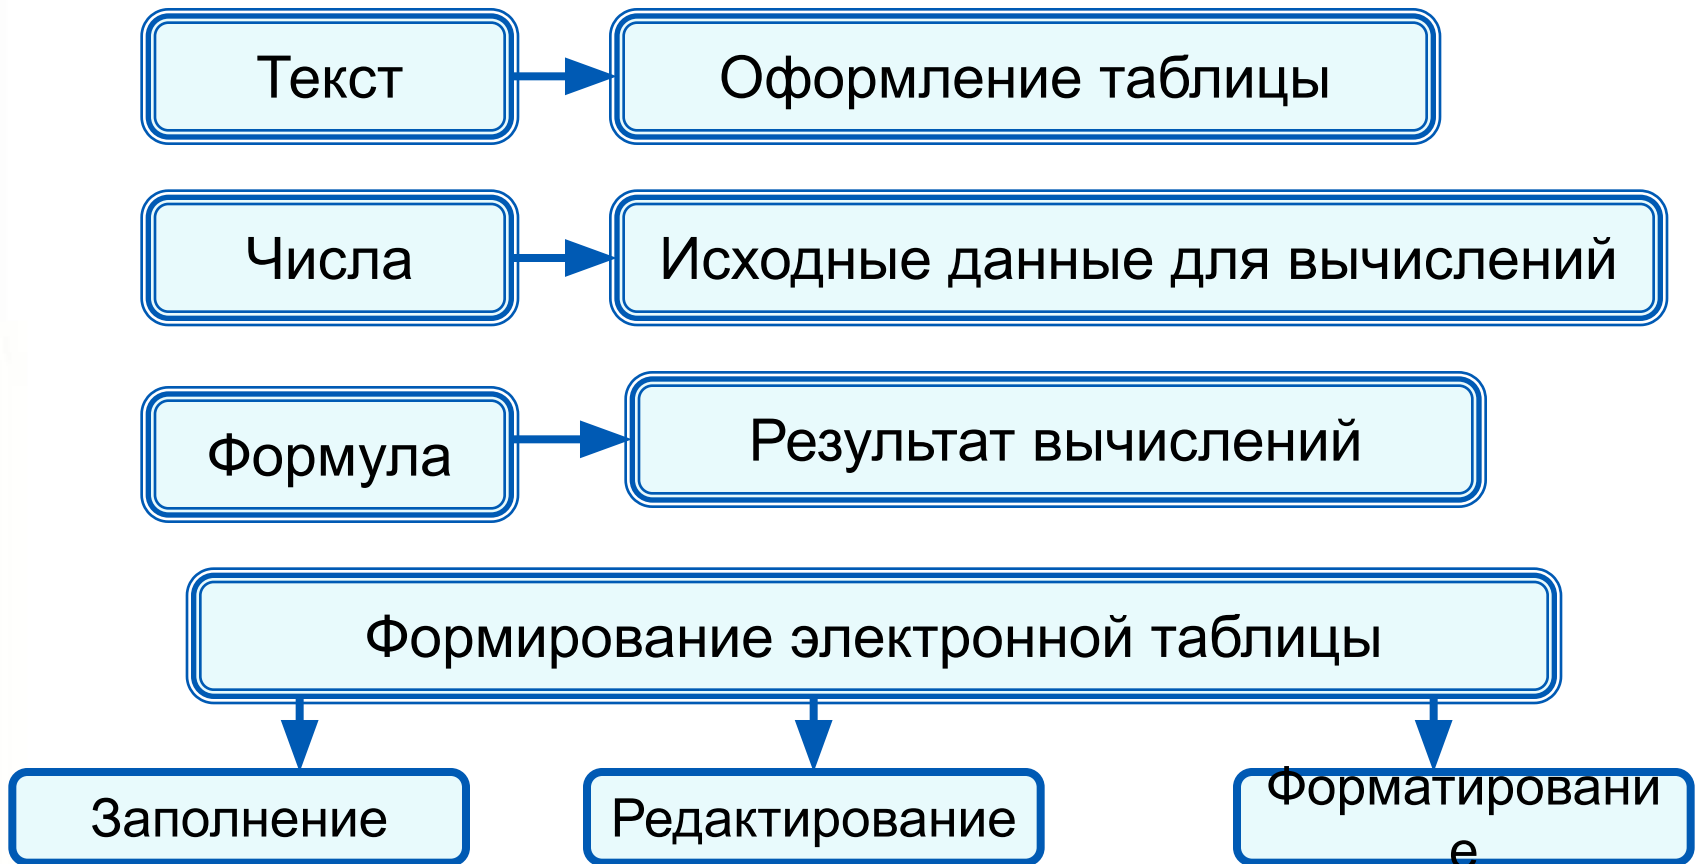 Текст
Оформление таблицы
Числа
Исходные данные для вычислений
Формула
Результат вычислений
Формирование электронной таблицы
Заполнение
Редактирование
Форматировани
е